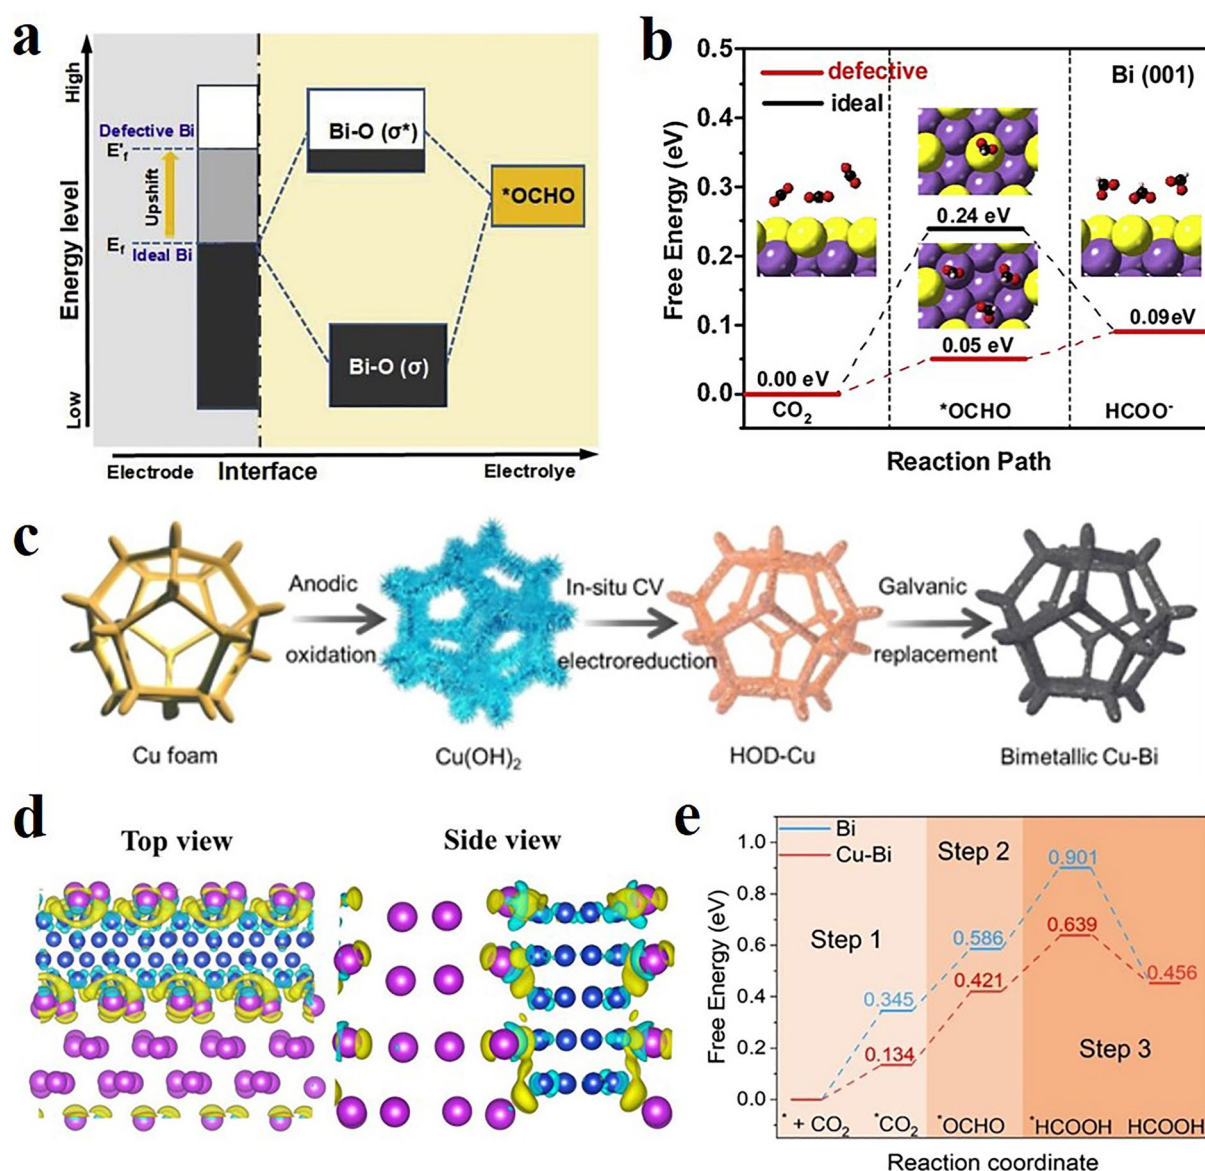 a
High
Energy level
Low
Defective Bi
E'f
Upshift
Ef
Ideal Bi
Bi-O (σ*)
*OCHO
Bi-O (σ)
Electrode
Interface
Electrolye
b
0.5
0.4
0.3
0.2
0.1
0.0
Free Energy (eV)
defective
ideal
Bi (001)
0.24 eV
0.05 eV
0.09eV
0.00 eV
CO2
*OCHO
HCOO-
Reaction Path
c
Anodic
oxidation
In-situ CV
electroreduction
Galvanic
replacement
Cu foam
Cu(OH)2
HOD-Cu
Bimetallic Cu-Bi
d
Top view
Side view
e
1.0
0.8
0.6
0.4
0.2
0.0
Free Energy (eV)
Bi
Cu-Bi
Step 1
Step 2
Step 3
0.345
0.134
0.586
0.421
0.901
0.639
0.456
* + CO2
*CO2
*OCHO
*HCOOH
HCOOH
Reaction coordinate